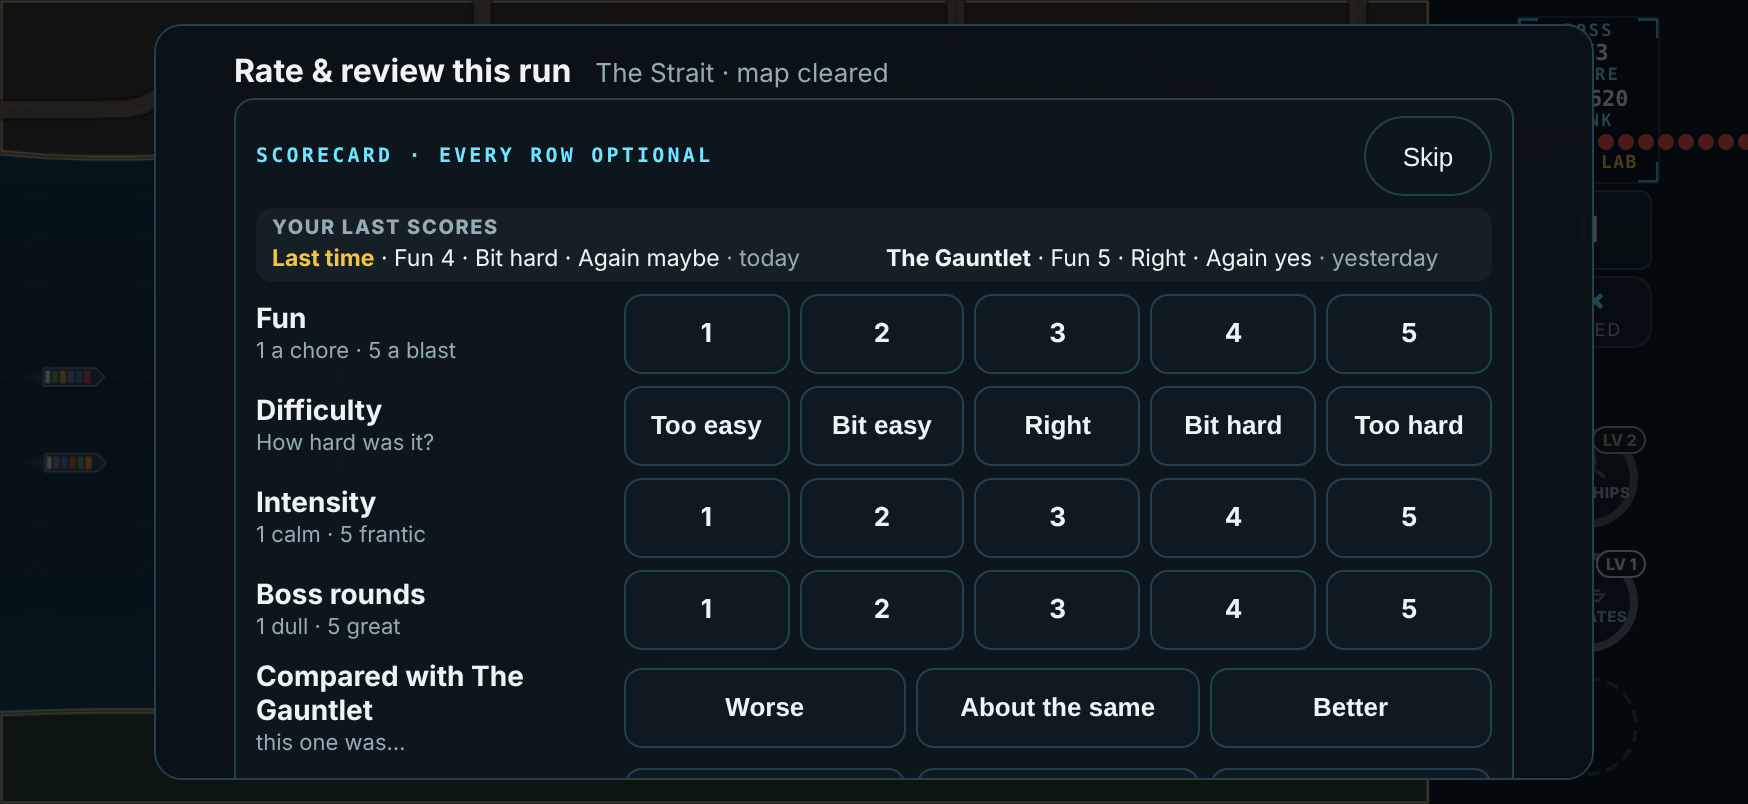 Rate & review this run The Strait · map cleared
SCORECARD · EVERY ROW OPTIONAL
Skip
YOUR LAST SCORES
Last time · Fun 4 · Bit hard · Again maybe · today
The Gauntlet · Fun 5 · Right · Again yes · yesterday
Fun
1 a chore · 5 a blast
1 2 3 4 5
Difficulty
How hard was it?
Too easy Bit easy Right Bit hard Too hard
Intensity
1 calm · 5 frantic
1 2 3 4 5
Boss rounds
1 dull · 5 great
1 2 3 4 5
Compared with The
Gauntlet
this one was...
Worse About the same Better
LAB
LV 2
LV 1